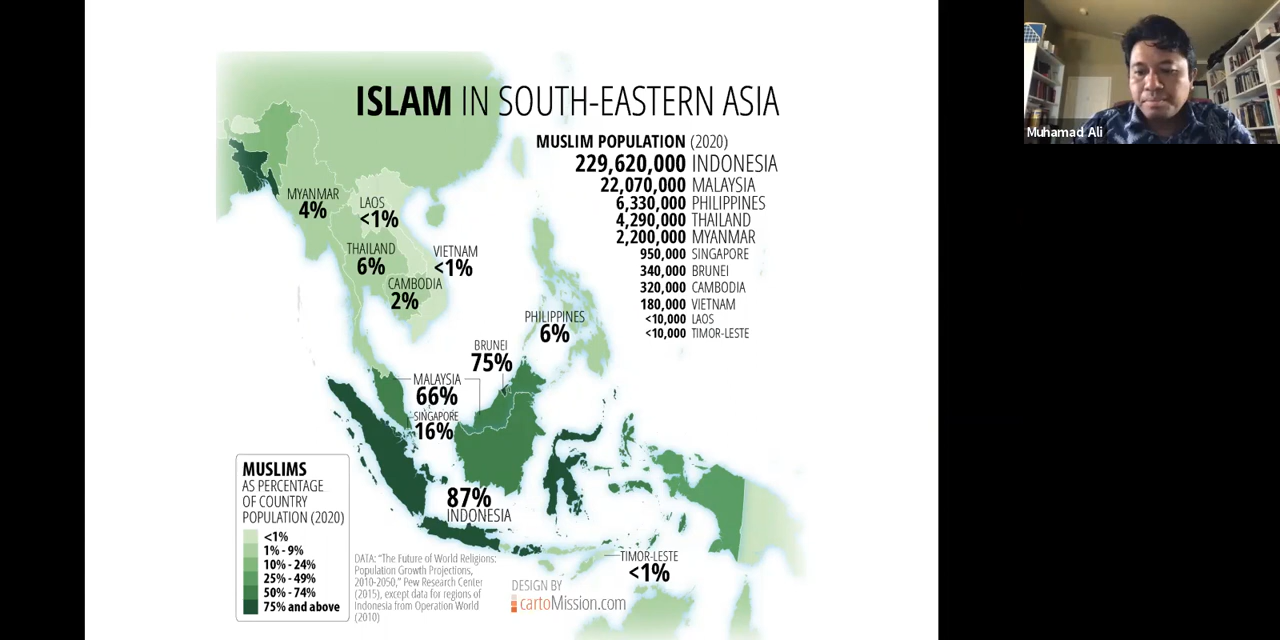 ISLAM IN SOUTH-EASTERN ASIA
MUSLIM POPULATION (2020)
229,620,000 INDONESIA
22,070,000 MALAYSIA
6,330,000 PHILIPPINES
4,290,000 THAILAND
2,200,000 MYANMAR
950,000 SINGAPORE
340,000 BRUNEI
320,000 CAMBODIA
180,000 VIETNAM
<10,000 LAOS
<10,000 TIMOR-LESTE
Muhamad Ali
MYANMAR
4%
LAOS
<1%
THAILAND
6%
VIETNAM
<1%
CAMBODIA
2%
PHILIPPINES
6%
BRUNEI
75%
MALAYSIA
66%
SINGAPORE
16%
87%
INDONESIA
TIMOR-LESTE
<1%
MUSLIMS
AS PERCENTAGE
OF COUNTRY
POPULATION (2020)
<1%
1% - 9%
10% - 24%
25% - 49%
50% - 74%
75% and above
DATA: "The Future of World Religions:
Population Growth Projections,
2010-2050," Pew Research Center
(2015), except data for regions of
Indonesia from Operation World
(2010)
DESIGN BY
cartoMission.com